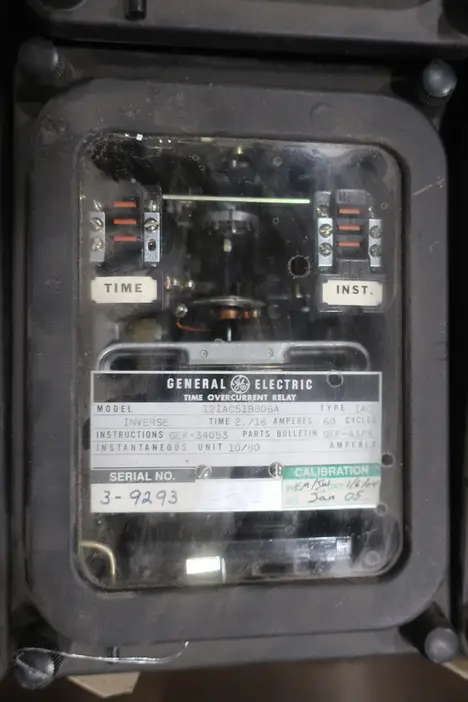 TIME
INST.
GENERAL GE ELECTRIC
TIME OVERCURRENT RELAY
MODEL 12IAC51B806A TYPE IAC
INVERSE TIME 2./16 AMPERES 60 CYCLES
INSTRUCTIONS GEK-34053 PARTS BULLETIN
INSTANTANEOUS UNIT 10/80 AMPERES
SERIAL NO.
3-9293
CALIBRATION
Jan 05